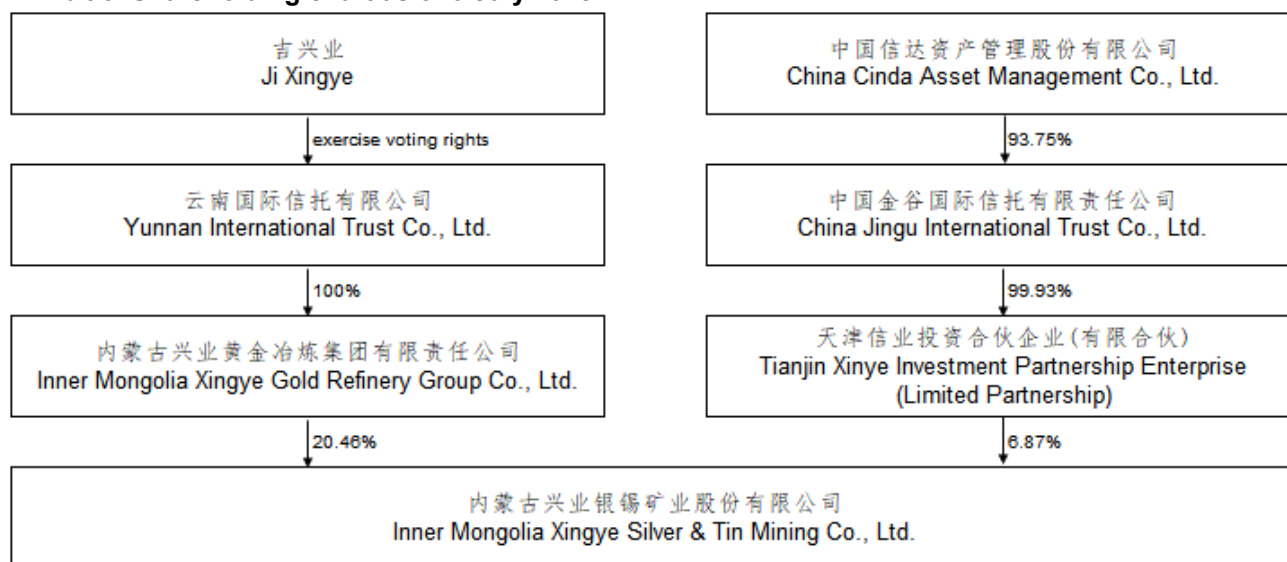 吉兴业
Ji Xingye
中国信达资产管理股份有限公司
China Cinda Asset Management Co., Ltd.
exercise voting rights
93.75%
云南国际信托有限公司
Yunnan International Trust Co., Ltd.
中国金谷国际信托有限责任公司
China Jingu International Trust Co., Ltd.
100%
99.93%
内蒙古兴业黄金冶炼集团有限责任公司
Inner Mongolia Xingye Gold Refinery Group Co., Ltd.
天津信业投资合伙企业(有限合伙)
Tianjin Xinye Investment Partnership Enterprise
(Limited Partnership)
20.46%
6.87%
内蒙古兴业银锡矿业股份有限公司
Inner Mongolia Xingye Silver & Tin Mining Co., Ltd.